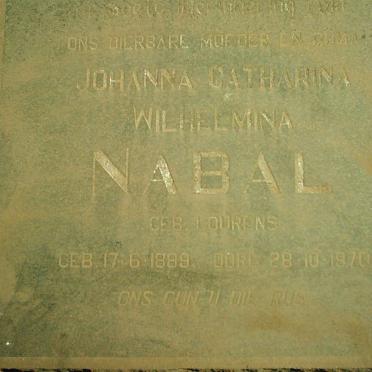 ONS DIERBARE MOEDER EN OUMA
JOHANNA CATHARINA
WILHELMINA
NABAL
GEB. LOURENS
GEB. 17-6-1889 OORL. 28-10-1970
ONS GUN U DIE RUS